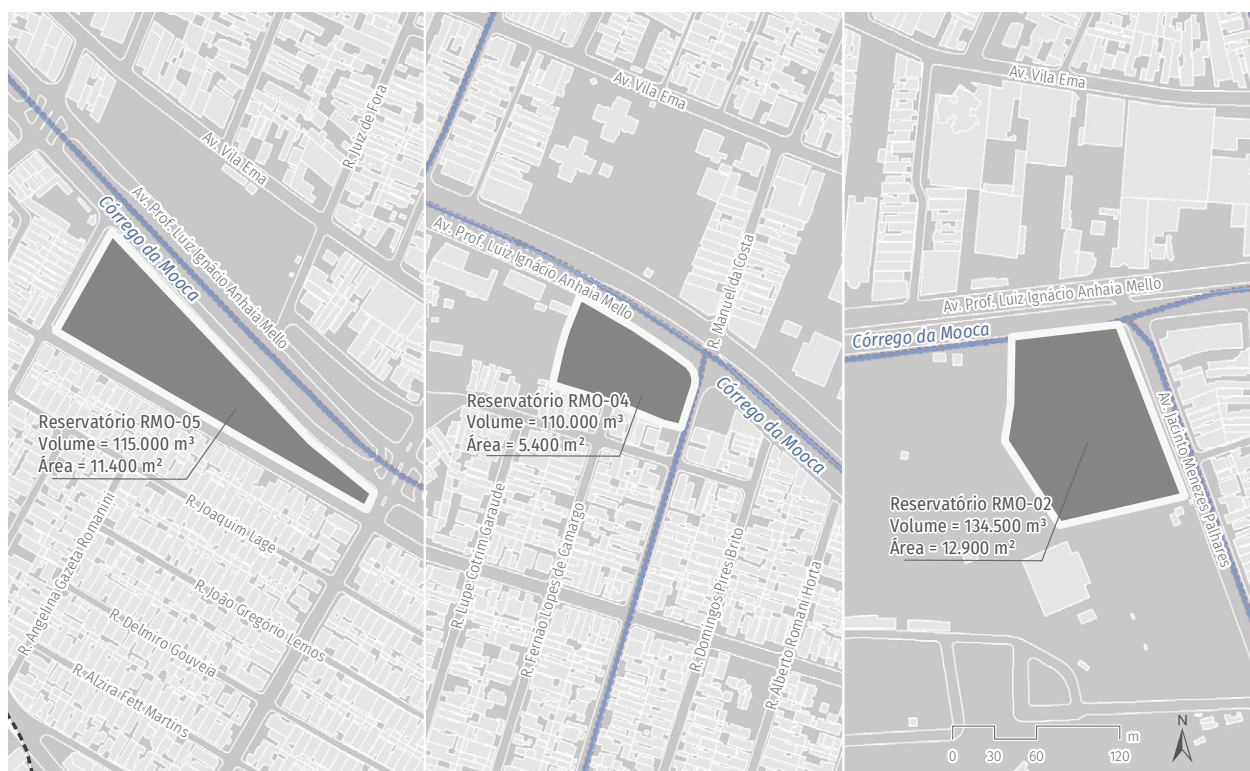 Av. Vila Ema
R. Juiz de Fora
Av. Prof. Luiz Ignácio Anhaia Mello
Córrego da Mooca
Reservatório RMO-05
Volume = 115.000 m³
Área = 11.400 m²
R. Angelina Gazeta Romanini
R. Joaquim Lage
R. João Gregório Lemos
R. Delmiro Gouveia
R. Alzira Fett Martins
Av. Vila Ema
Av. Prof. Luiz Ignácio Anhaia Mello
R. Manuel da Costa
Córrego da Mooca
Reservatório RMO-04
Volume = 110.000 m³
Área = 5.400 m²
R. Lupe Cotrim Garaude
R. Fernão Lopes de Camargo
R. Domingos Pires Brito
R. Alberto Romani Horta
Av. Vila Ema
Av. Prof. Luiz Ignácio Anhaia Mello
Córrego da Mooca
Av. Jacinto Menezes Palhares
Reservatório RMO-02
Volume = 134.500 m³
Área = 12.900 m²
N
m
0 30 60 120